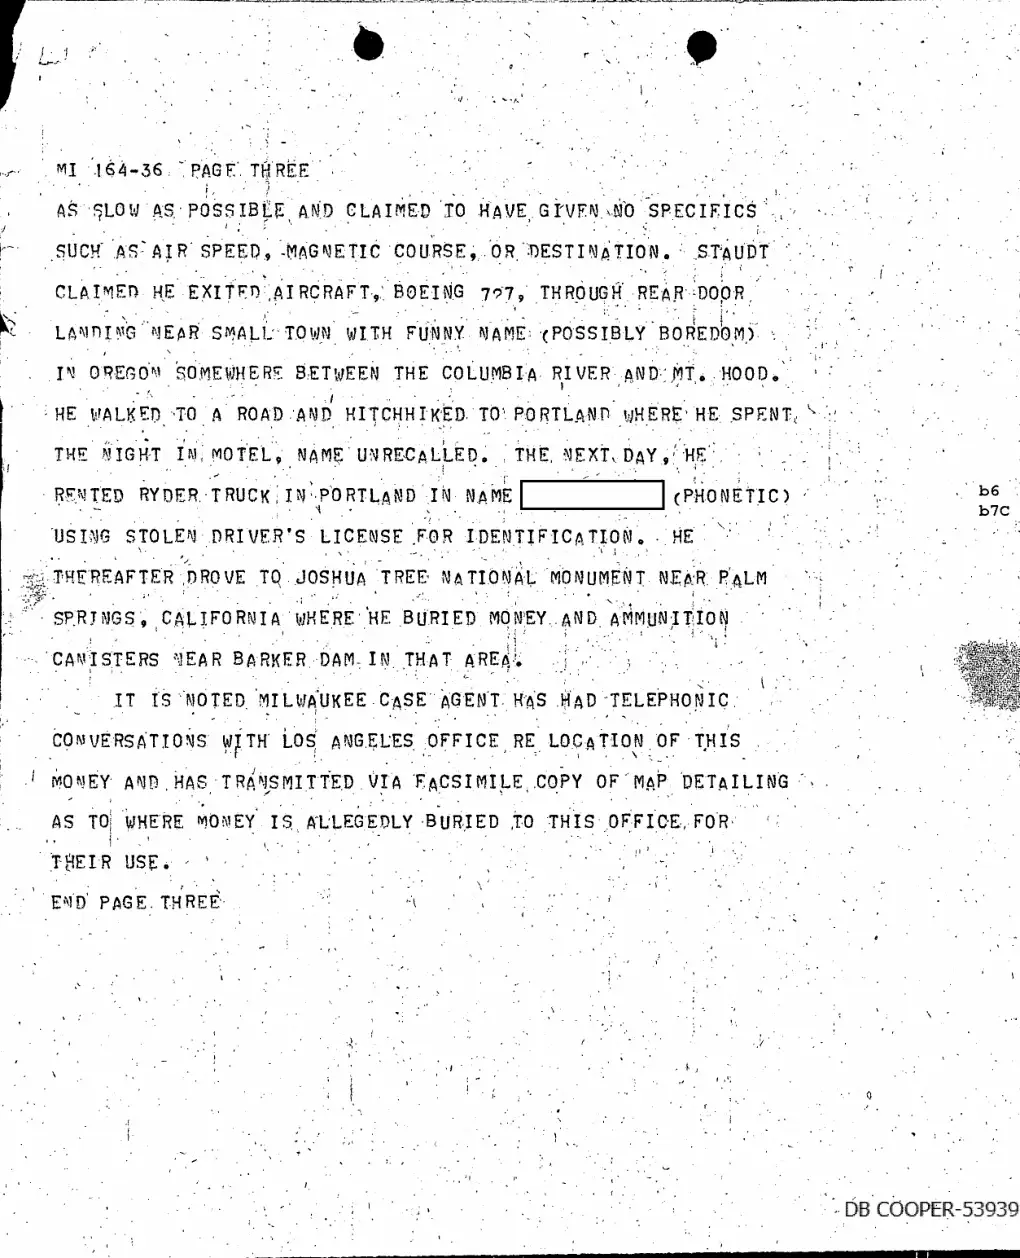 MI 164-36 PAGE THREE
AS SLOW AS POSSIBLE AND CLAIMED TO HAVE GIVEN NO SPECIFICS
SUCH AS AIR SPEED, MAGNETIC COURSE, OR DESTINATION. STAUDT
CLAIMED HE EXITED AIRCRAFT, BOEING 727, THROUGH REAR DOOR
LANDING NEAR SMALL TOWN WITH FUNNY NAME (POSSIBLY BOREDOM)
IN OREGON SOMEWHERE BETWEEN THE COLUMBIA RIVER AND MT. HOOD.
HE WALKED TO A ROAD AND HITCHHIKED TO PORTLAND WHERE HE SPENT
THE NIGHT IN MOTEL, NAME UNRECALLED. THE NEXT DAY, HE
RENTED RYDER TRUCK IN PORTLAND IN NAME (PHONETIC)
b6
b7C
USING STOLEN DRIVER'S LICENSE FOR IDENTIFICATION. HE
THEREAFTER DROVE TO JOSHUA TREE NATIONAL MONUMENT NEAR PALM
SPRINGS, CALIFORNIA WHERE HE BURIED MONEY AND AMMUNITION
CANISTERS NEAR BARKER DAM IN THAT AREA.
IT IS NOTED MILWAUKEE CASE AGENT HAS HAD TELEPHONIC
CONVERSATIONS WITH LOS ANGELES OFFICE RE LOCATION OF THIS
MONEY AND HAS TRANSMITTED VIA FACSIMILE COPY OF MAP DETAILING
AS TO WHERE MONEY IS ALLEGEDLY BURIED TO THIS OFFICE FOR
THEIR USE.
END PAGE THREE
DB COOPER-53939